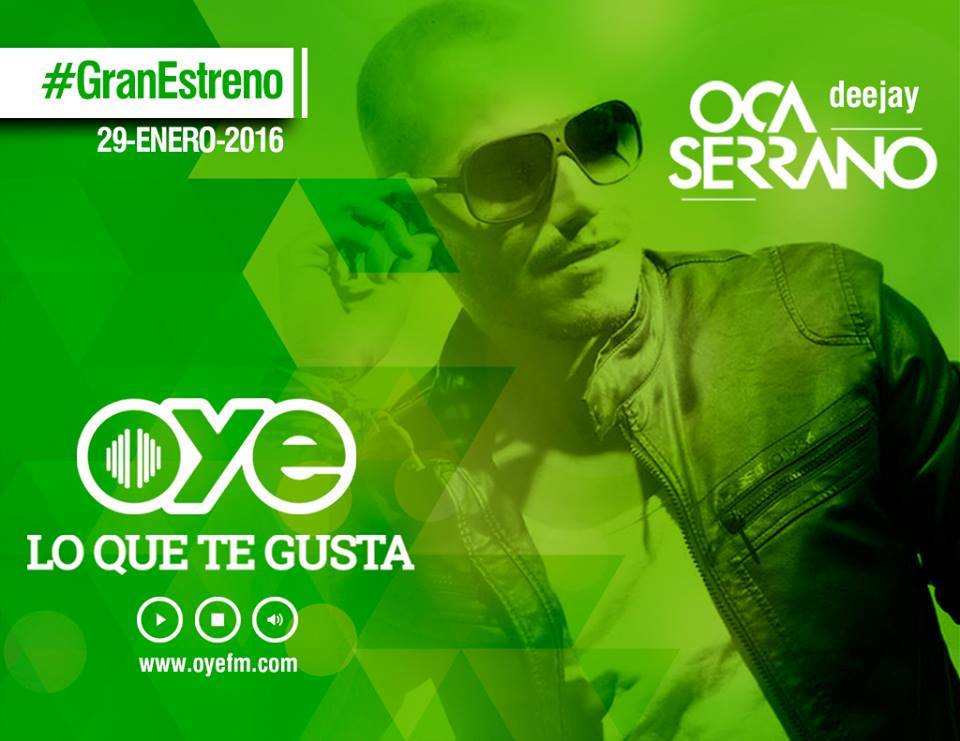 #GranEstreno
29-ENERO-2016
OCA deejay
SERRANO
oye
LO QUE TE GUSTA
www.oyefm.com